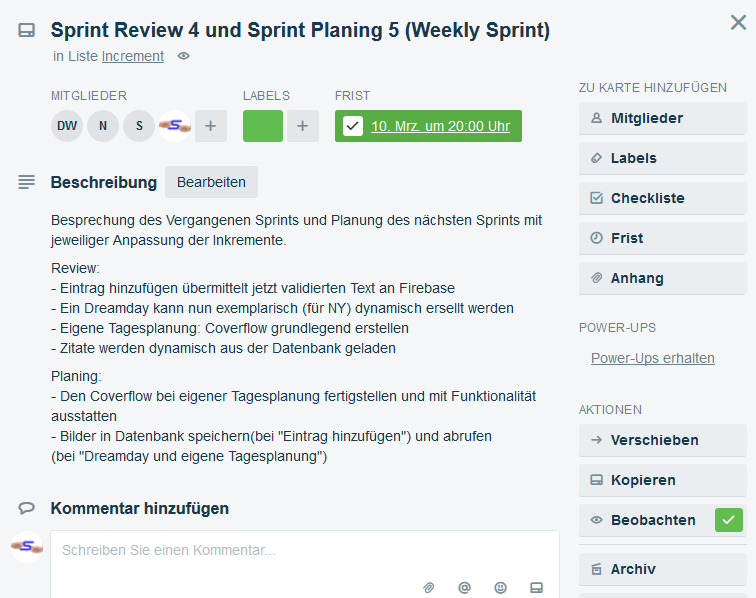 Sprint Review 4 und Sprint Planing 5 (Weekly Sprint)
in Liste Increment
MITGLIEDER
LABELS
FRIST
DW
N
S
S
+
+
10. Mrz. um 20:00 Uhr
Beschreibung
Bearbeiten
Besprechung des Vergangenen Sprints und Planung des nächsten Sprints mit
jeweiliger Anpassung der Inkremente.
Review:
- Eintrag hinzufügen übermittelt jetzt validierten Text an Firebase
- Ein Dreamday kann nun exemplarisch (für NY) dynamisch ersellt werden
- Eigene Tagesplanung: Coverflow grundlegend erstellen
- Zitate werden dynamisch aus der Datenbank geladen
Planing:
- Den Coverflow bei eigener Tagesplanung fertigstellen und mit Funktionalität
ausstatten
- Bilder in Datenbank speichern(bei "Eintrag hinzufügen") und abrufen
(bei "Dreamday und eigene Tagesplanung")
Kommentar hinzufügen
S
Schreiben Sie einen Kommentar...
@
ZU KARTE HINZUFÜGEN
Mitglieder
Labels
Checkliste
Frist
Anhang
POWER-UPS
Power-Ups erhalten
AKTIONEN
Verschieben
Kopieren
Beobachten
Archiv